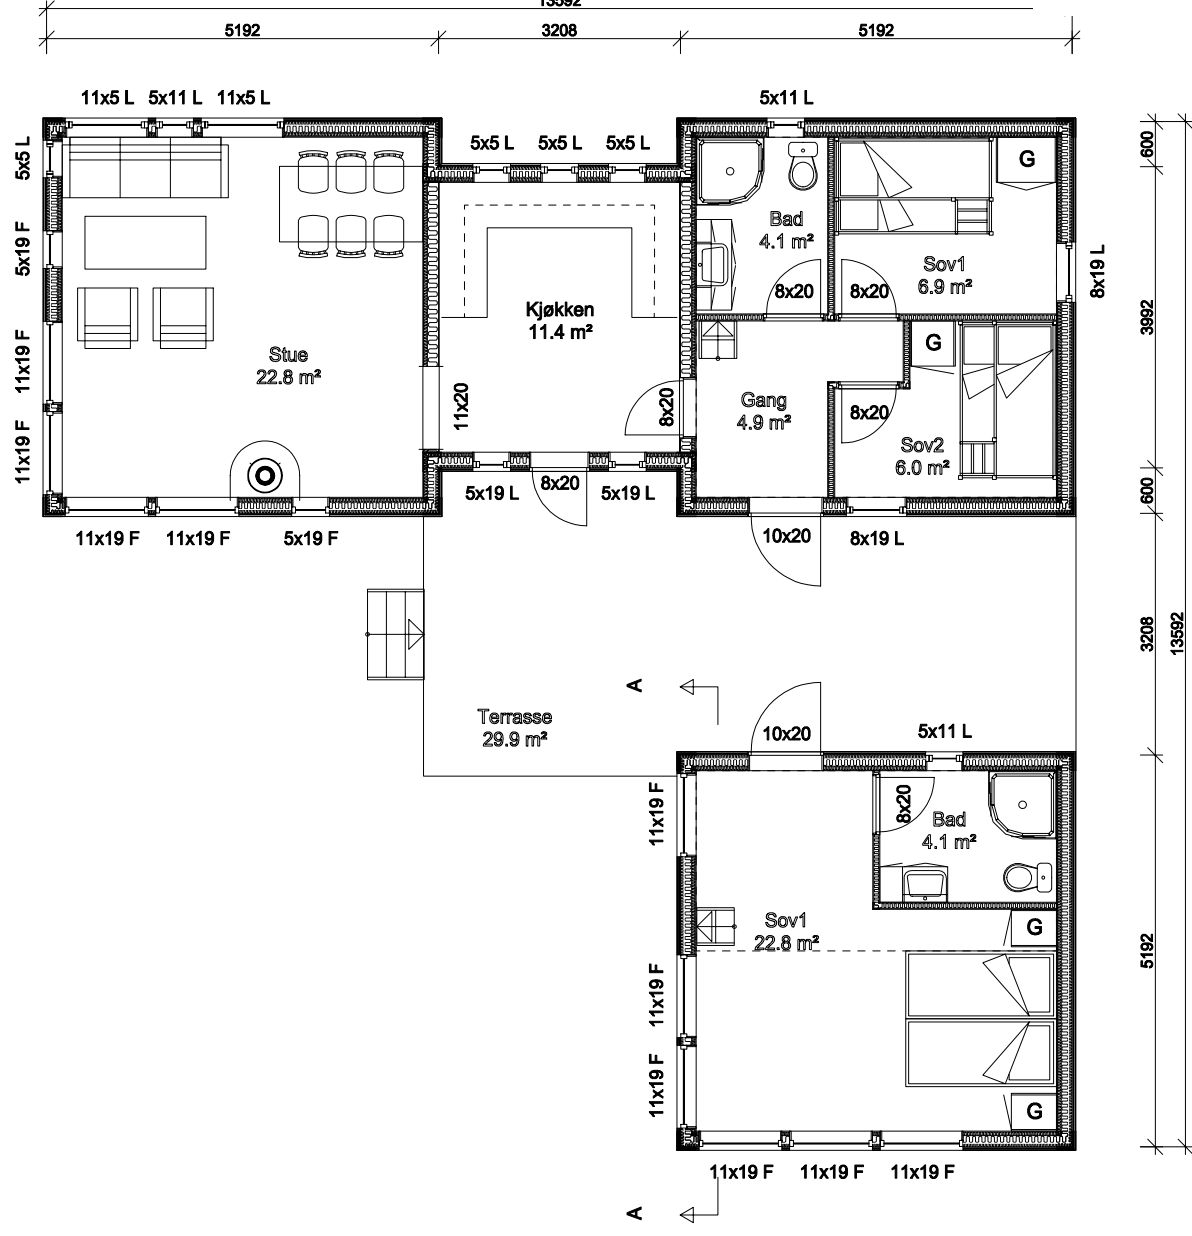 13592
5192 3208 5192
11x5 L 5x11 L 11x5 L 5x11 L
5x5 L 5x5 L 5x5 L
5x5 L
5x19 F
11x19 F
11x19 F
Stue
22.8 m²
Kjøkken
11.4 m²
11x20
8x20
Bad
4.1 m²
8x20 8x20
G
Sov1
6.9 m²
8x19 L
G
Gang
4.9 m²
8x20
Sov2
6.0 m²
600
3992
600
3208
5192
13592
5x19 L 8x20 5x19 L
11x19 F 11x19 F 5x19 F
10x20 8x19 L
A
Terrasse
29.9 m²
10x20 5x11 L
11x19 F
8x20
Bad
4.1 m²
Sov1
22.8 m²
G
11x19 F
11x19 F
G
11x19 F 11x19 F 11x19 F
A